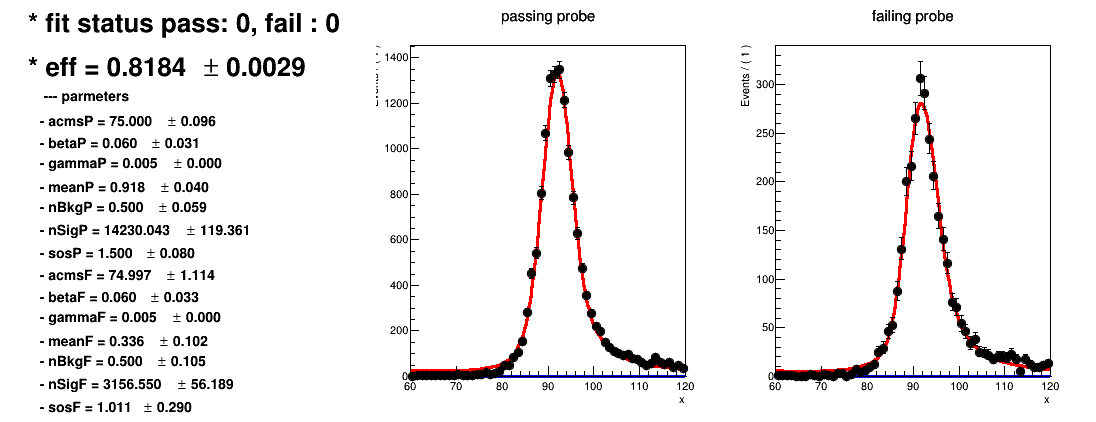 * fit status pass: 0, fail : 0
* eff = 0.8184 ± 0.0029
--- parmeters
- acmsP = 75.000 ± 0.096
- betaP = 0.060 ± 0.031
- gammaP = 0.005 ± 0.000
- meanP = 0.918 ± 0.040
- nBkgP = 0.500 ± 0.059
- nSigP = 14230.043 ± 119.361
- sosP = 1.500 ± 0.080
- acmsF = 74.997 ± 1.114
- betaF = 0.060 ± 0.033
- gammaF = 0.005 ± 0.000
- meanF = 0.336 ± 0.102
- nBkgF = 0.500 ± 0.105
- nSigF = 3156.550 ± 56.189
- sosF = 1.011 ± 0.290
passing probe
1400
1200
1000
800
600
400
200
0
60 70 80 90 100 110 120
x
failing probe
Events / ( 1 )
300
250
200
150
100
50
0
60 70 80 90 100 110 120
x